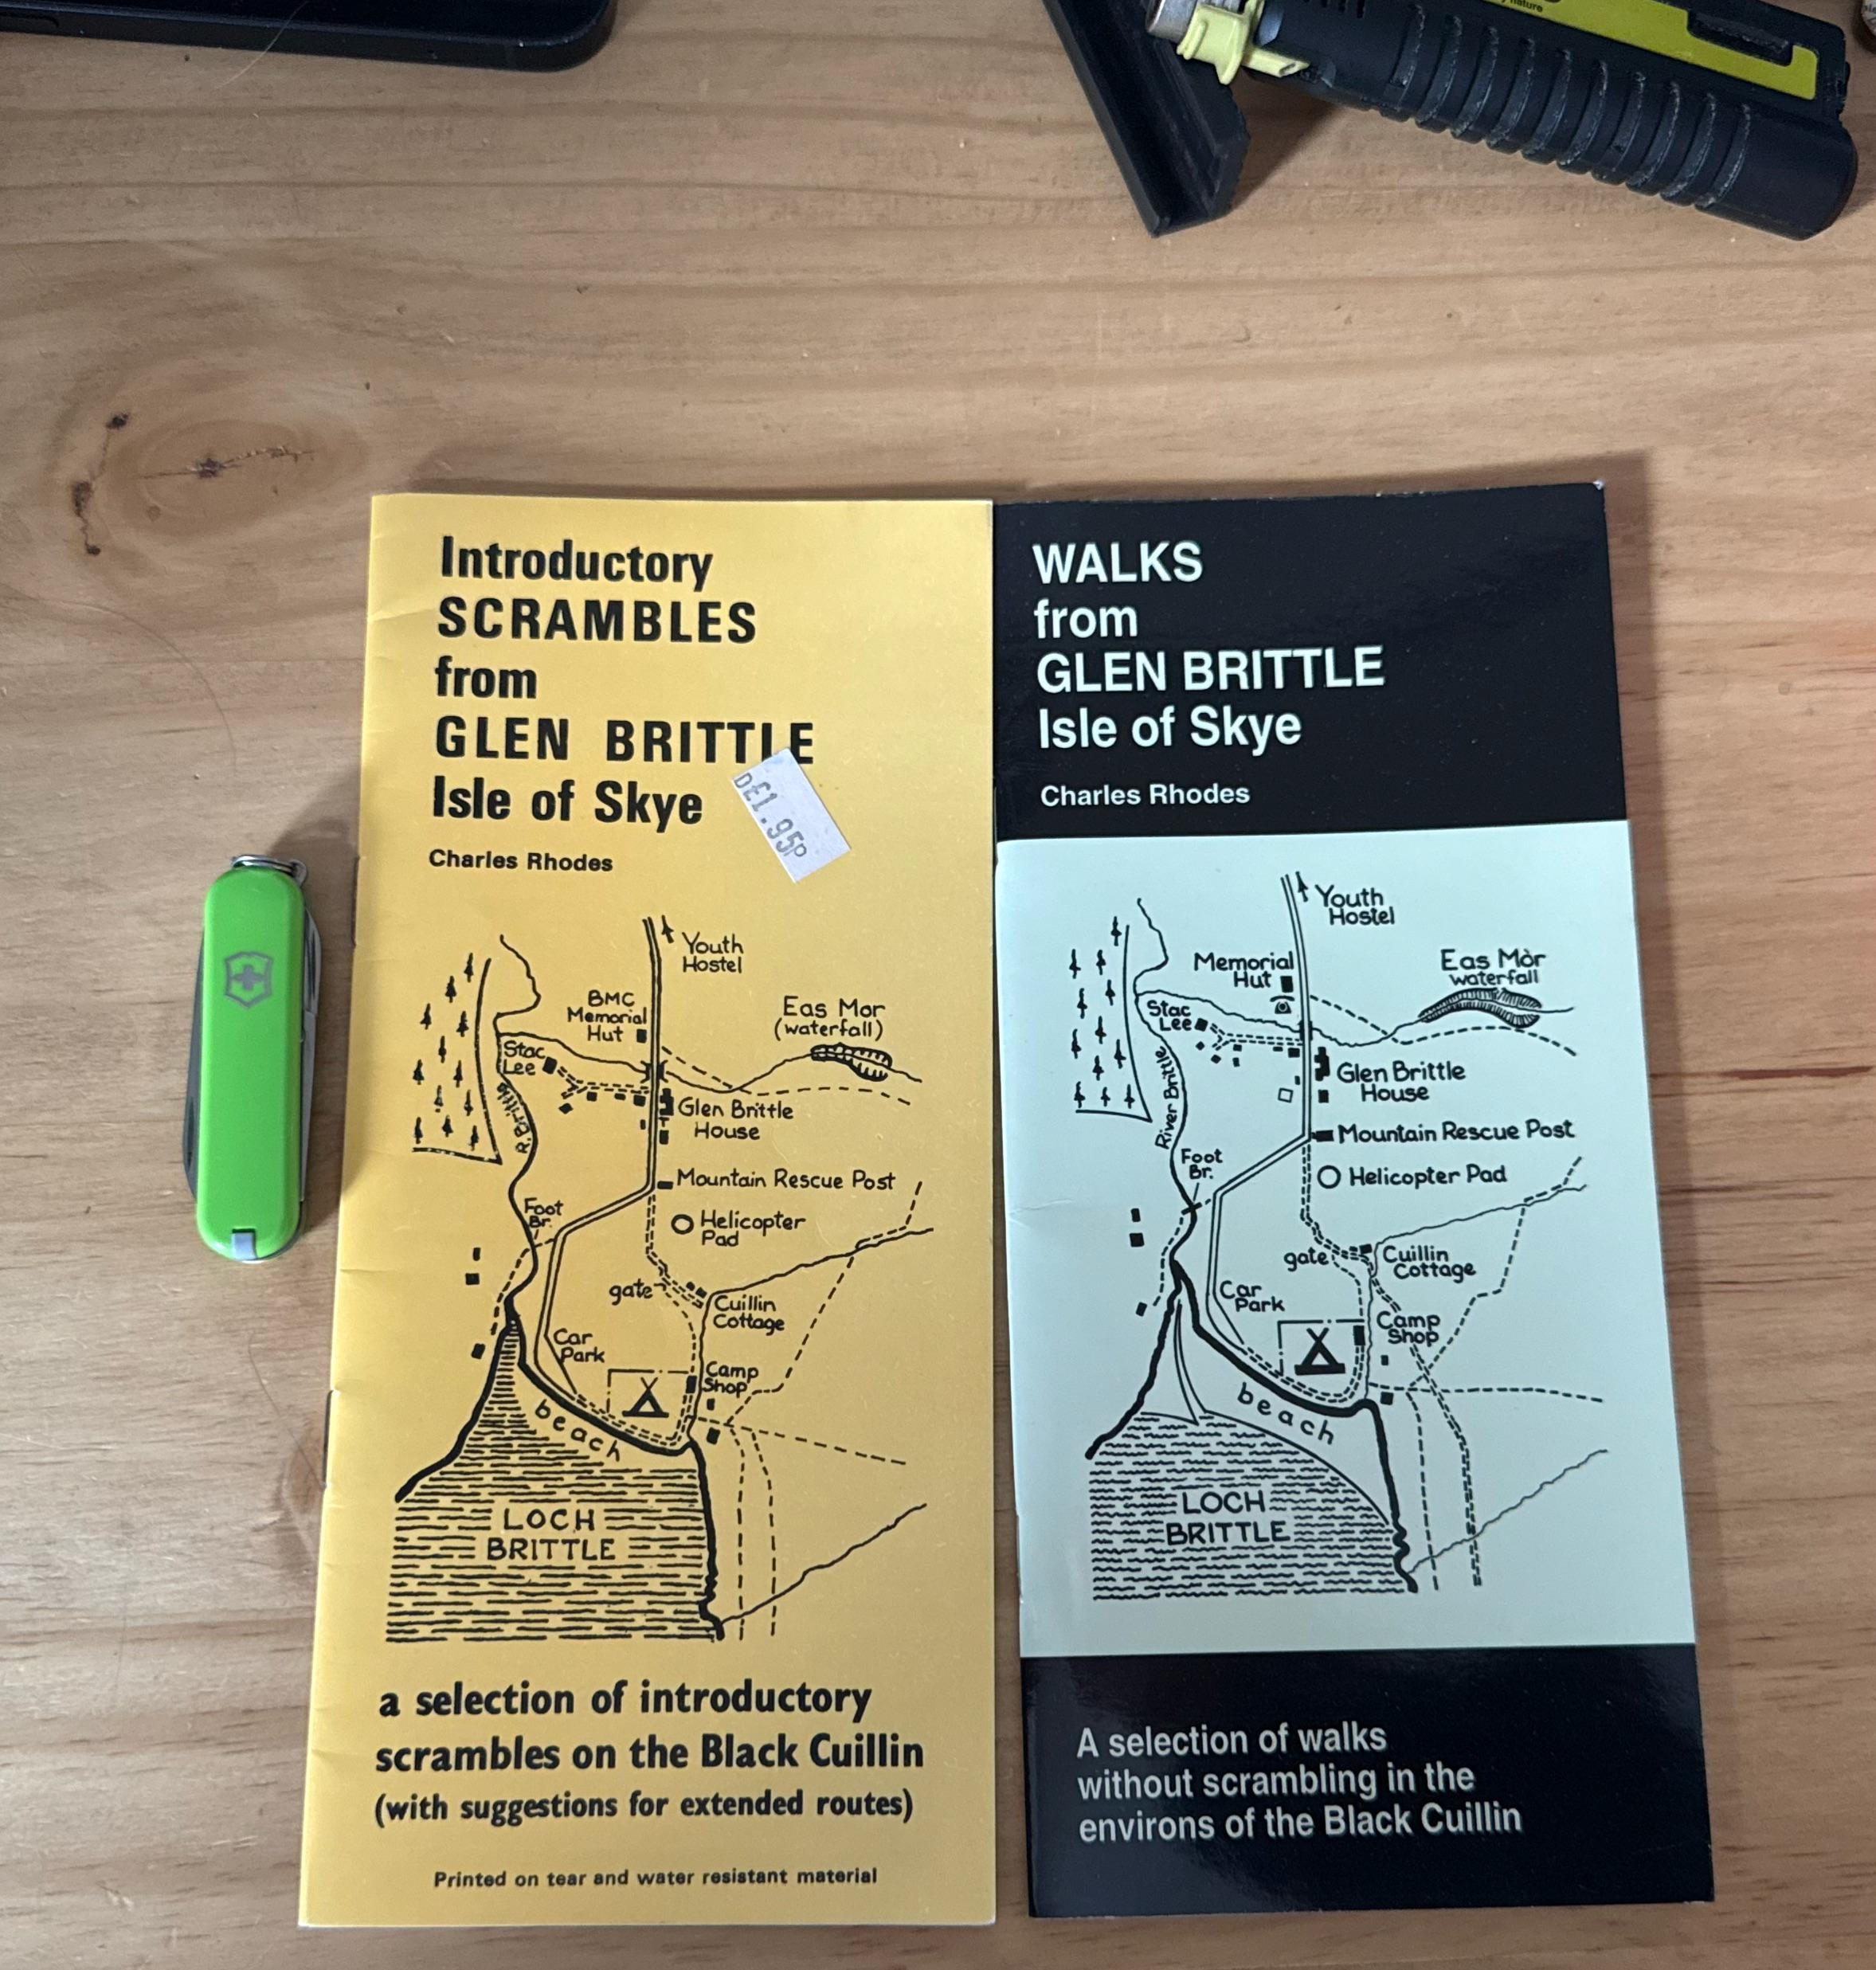 y nature
Introductory
SCRAMBLES
from
GLEN BRITTLE
Isle of Skye
D£1.95P
Charles Rhodes
Youth
Hostel
BMC
Memorial
Hut
Eas Mor
(waterfall)
Stac
Lee
R. Brittle
Glen Brittle
House
Mountain Rescue Post
Foot
Br.
Helicopter
Pad
gate
Cuillin
Cottage
Car
Park
Camp
Shop
beach
LOCH
BRITTLE
a selection of introductory
scrambles on the Black Cuillin
(with suggestions for extended routes)
Printed on tear and water resistant material
WALKS
from
GLEN BRITTLE
Isle of Skye
Charles Rhodes
Youth
Hostel
Memorial
Hut
Eas Mòr
waterfall
Stac
Lee
River Brittle
Glen Brittle
House
Mountain Rescue Post
Foot
Br.
Helicopter Pad
gate
Cuillin
Cottage
Car
Park
Camp
Shop
beach
LOCH
BRITTLE
A selection of walks
without scrambling in the
environs of the Black Cuillin